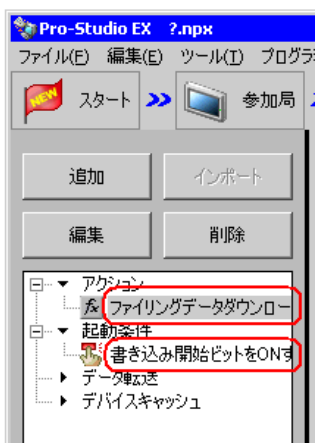 Pro-Studio EX ?.npx
ファイル(F) 編集(E) ツール(T) プログラ
NEW スタート 参加局
追加 インポート
編集 削除
アクション
fx ファイリングデータダウンロー
起動条件
書き込み開始ビットをONす
データ転送
デバイスキャッシュ